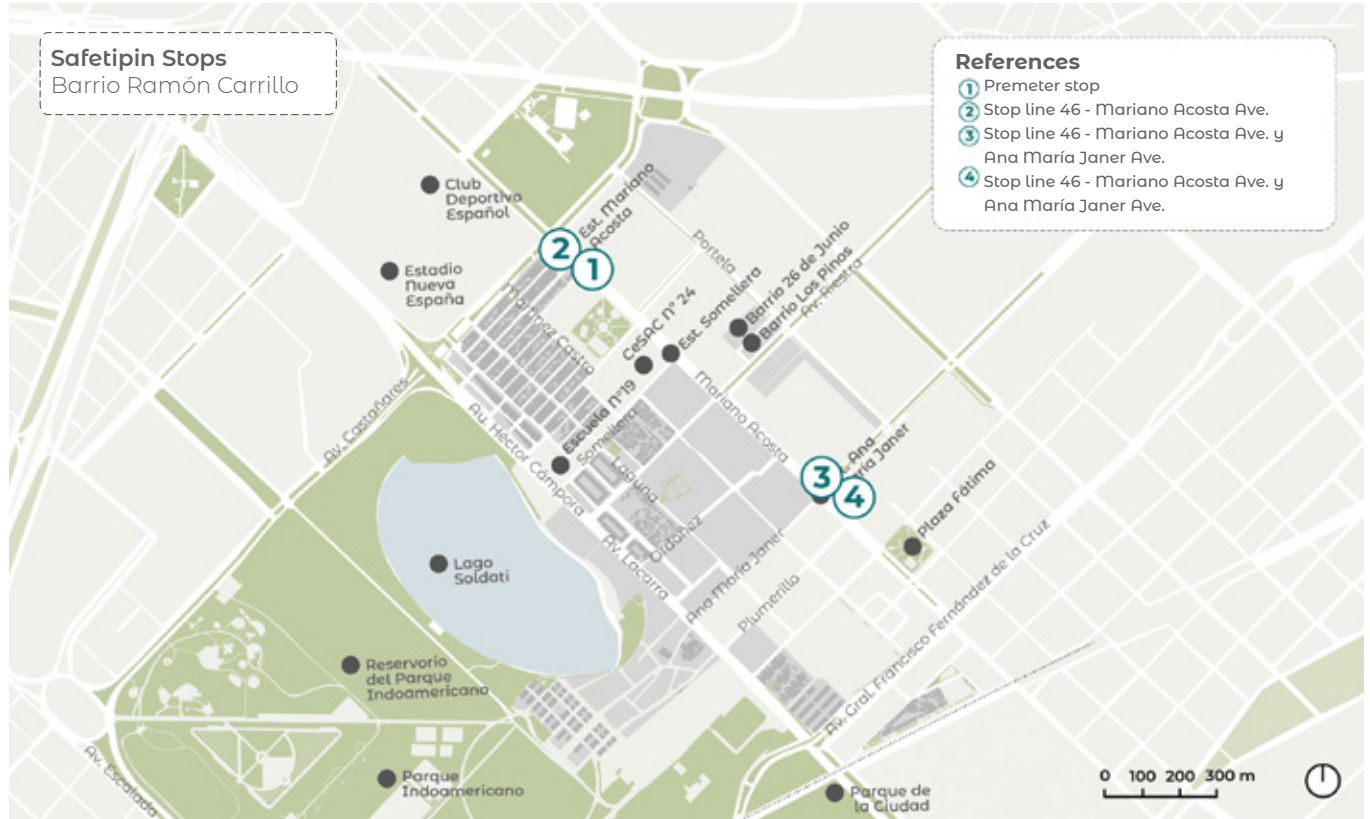 Safetipin Stops
Barrio Ramón Carrillo
References
1 Premeter stop
2 Stop line 46 - Mariano Acosta Ave.
3 Stop line 46 - Mariano Acosta Ave. y
Ana María Janer Ave.
4 Stop line 46 - Mariano Acosta Ave. y
Ana María Janer Ave.
Club
Deportivo
Español
Est. Mariano
Acosta
2
1
Portela
Estadio
Nueva
España
Martínez Castro
CeSAC n° 24
Est. Somellera
Barrio 26 de Junio
Barrio Los Pinos
Av. Riestra
Av. Castañares
Mariano Acosta
Escuela n°19
Somellera
Av. Héctor Cámpora
Laguna
Ordoñez
Ana
ría Janer
3
4
Plaza Fátima
Lago
Soldati
Av. Lacarra
Ana María Janer
Plumerillo
Av. Gral. Francisco Fernández de la Cruz
Reservorio
del Parque
Indoamericano
Av. Escalada
Parque
Indoamericano
Parque de
la Ciudad
0 100 200 300 m